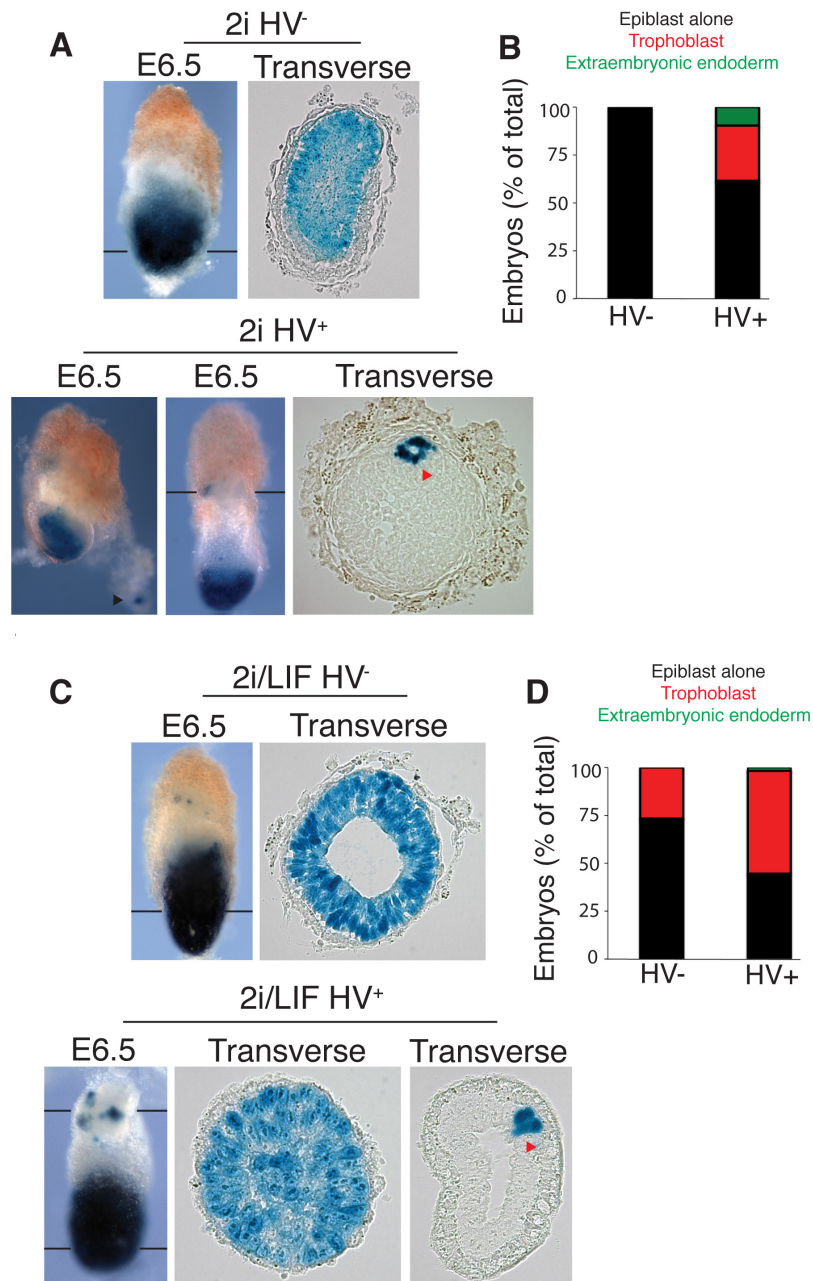 A
2i HV-
E6.5
Transverse
B
Epiblast alone
Trophoblast
Extraembryonic endoderm
Embryos (% of total)
100
75
50
25
0
HV-
HV+
2i HV+
E6.5
E6.5
Transverse
C
2i/LIF HV-
E6.5
Transverse
D
Epiblast alone
Trophoblast
Extraembryonic endoderm
Embryos (% of total)
100
75
50
25
0
HV-
HV+
2i/LIF HV+
E6.5
Transverse
Transverse